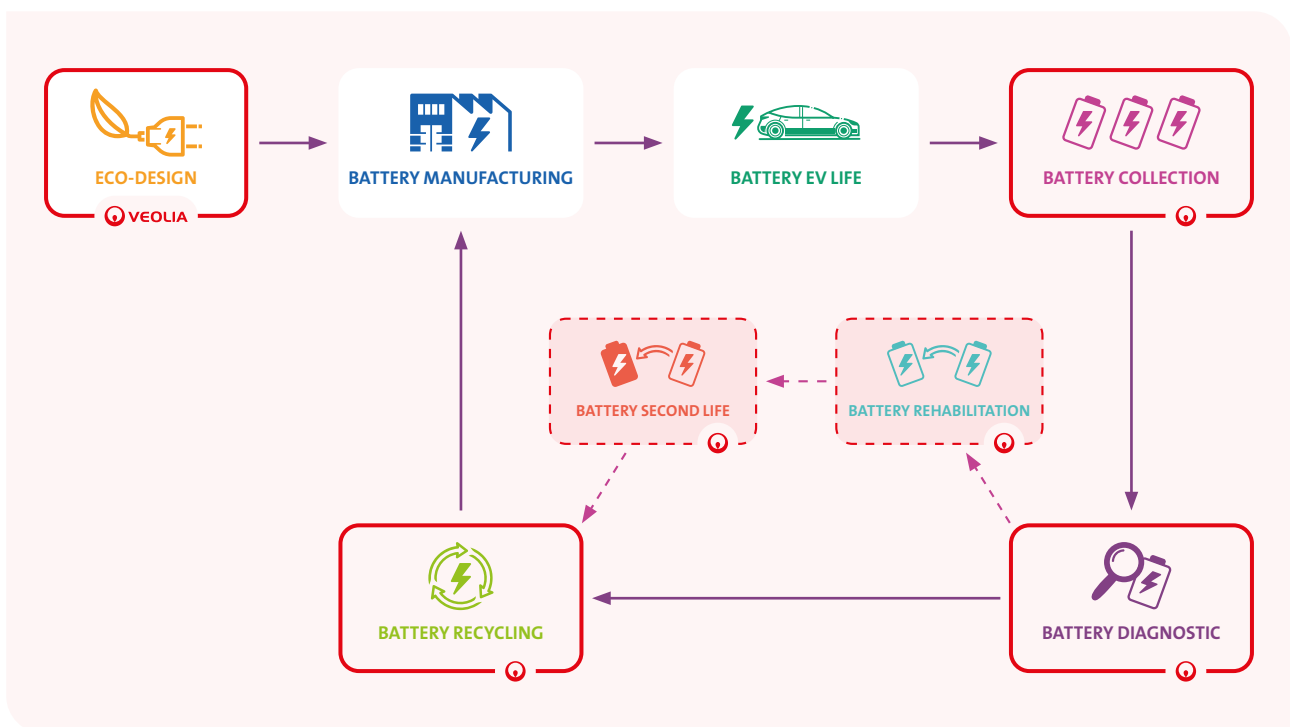 ECO-DESIGN
VEOLIA
BATTERY MANUFACTURING
BATTERY EV LIFE
BATTERY COLLECTION
BATTERY SECOND LIFE
BATTERY REHABILITATION
BATTERY RECYCLING
BATTERY DIAGNOSTIC